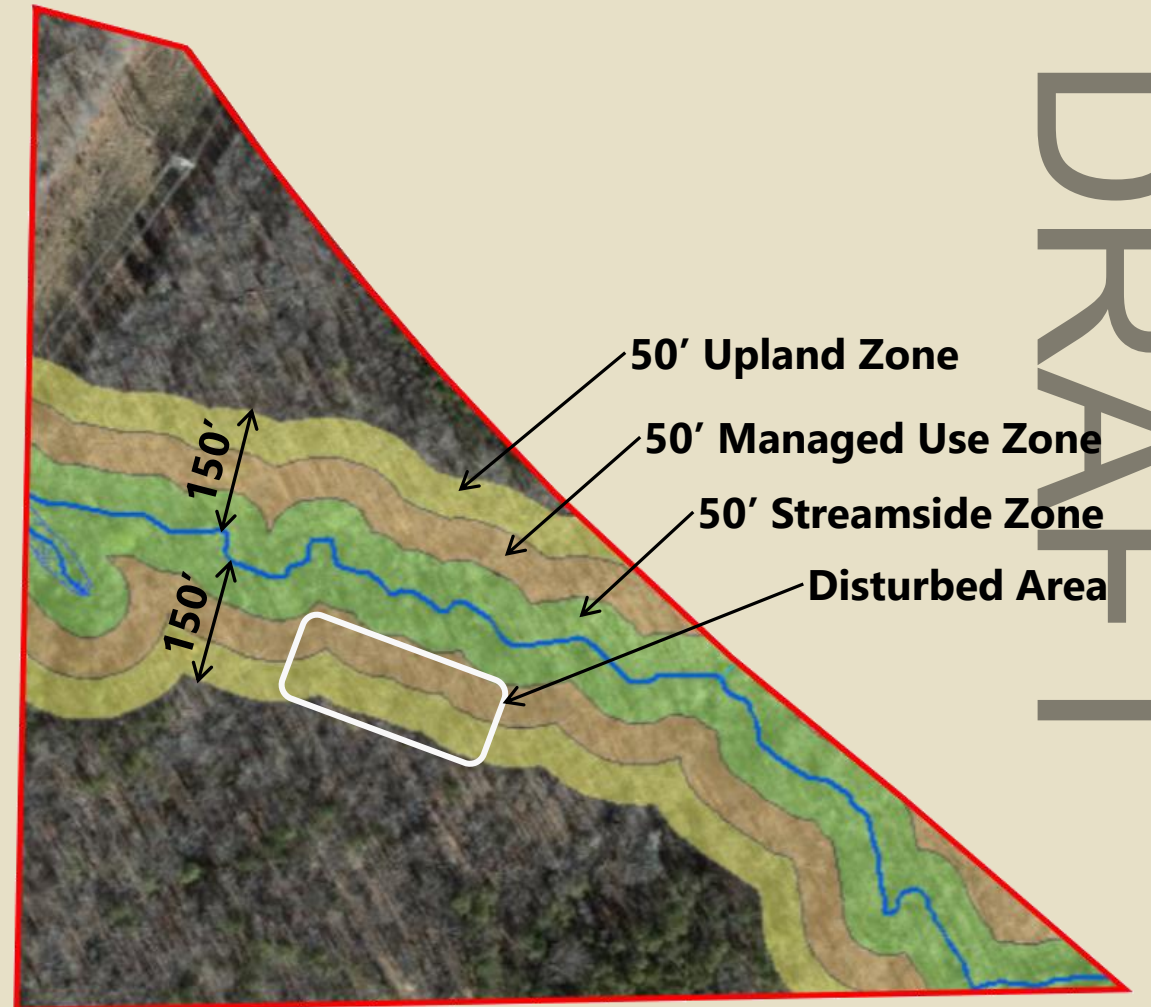 50’ Upland Zone
50’ Managed Use Zone
50’ Streamside Zone
Disturbed Area
150’
150’
DRAFT